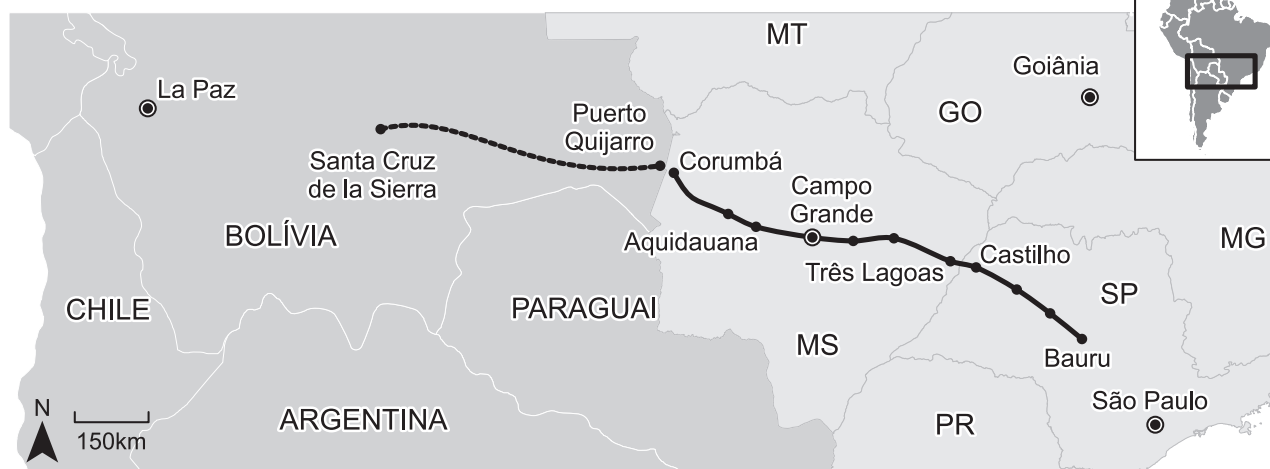 MT
Goiânia
La Paz
GO
Puerto
Quijarro
Santa Cruz
de la Sierra
Corumbá
Campo
Grande
BOLÍVIA
Aquidauana
MG
Castilho
Três Lagoas
CHILE
PARAGUAI
SP
MS
Bauru
São Paulo
N
150km
ARGENTINA
PR